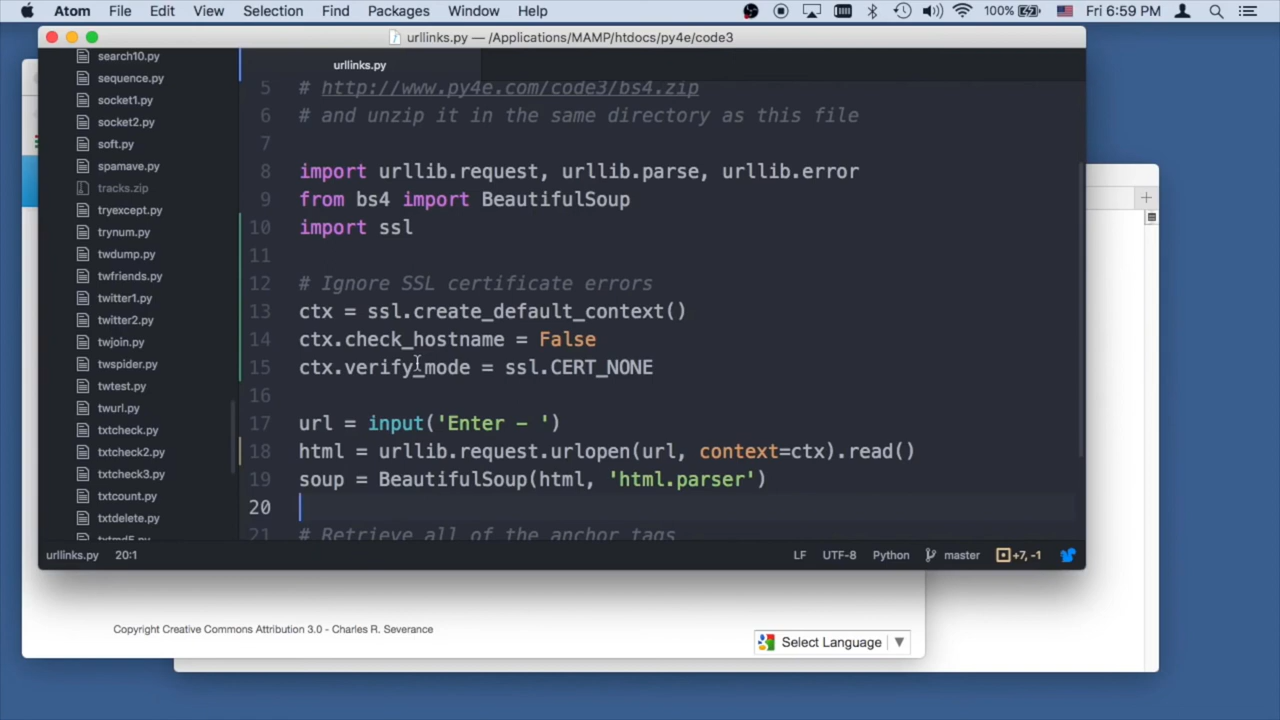 Atom File Edit View Selection Find Packages Window Help 100% Fri 6:59 PM
urllinks.py — /Applications/MAMP/htdocs/py4e/code3
urllinks.py
search10.py
sequence.py
socket1.py
socket2.py
soft.py
spamave.py
tracks.zip
tryexcept.py
trynum.py
twdump.py
twfriends.py
twitter1.py
twitter2.py
twjoin.py
twspider.py
twtest.py
twurl.py
txtcheck.py
txtcheck2.py
txtcheck3.py
txtcount.py
txtdelete.py
txtmd5.py
5 # http://www.py4e.com/code3/bs4.zip
6 # and unzip it in the same directory as this file
7
8 import urllib.request, urllib.parse, urllib.error
9 from bs4 import BeautifulSoup
10 import ssl
11
12 # Ignore SSL certificate errors
13 ctx = ssl.create_default_context()
14 ctx.check_hostname = False
15 ctx.verify_mode = ssl.CERT_NONE
16
17 url = input('Enter - ')
18 html = urllib.request.urlopen(url, context=ctx).read()
19 soup = BeautifulSoup(html, 'html.parser')
20
21 # Retrieve all of the anchor tags
urllinks.py 20:1 LF UTF-8 Python master +7, -1
Copyright Creative Commons Attribution 3.0 - Charles R. Severance
Select Language